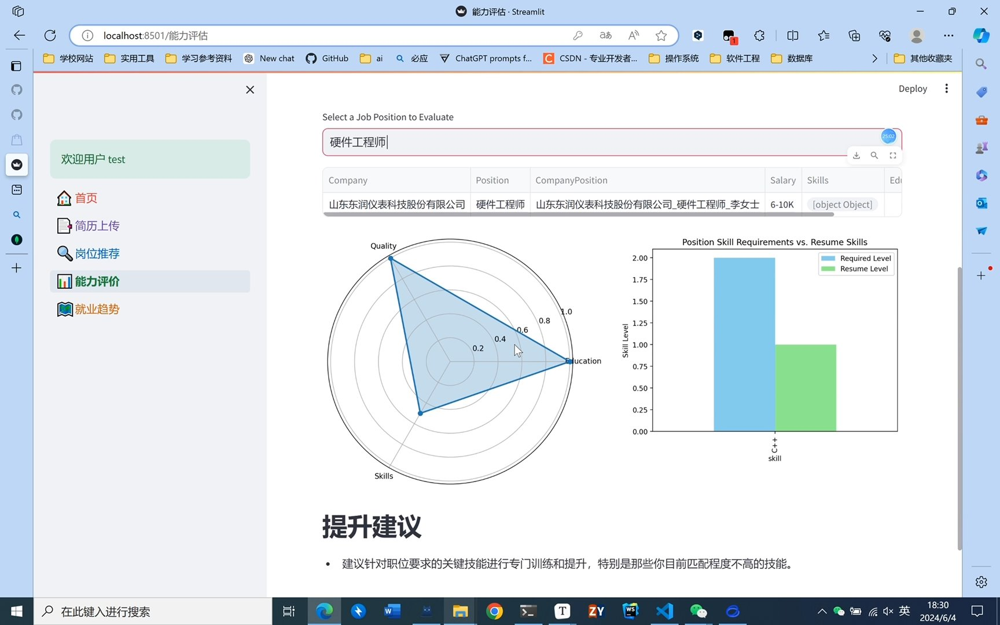 能力评估 · Streamlit
localhost:8501/能力评估
学校网站 实用工具 学习参考资料 New chat GitHub ai 必应 ChatGPT prompts f... CSDN - 专业开发者... 操作系统 软件工程 数据库 其他收藏夹
Deploy
欢迎用户 test
首页
简历上传
岗位推荐
能力评价
就业趋势
Select a Job Position to Evaluate
硬件工程师
25:02
Company Position CompanyPosition Salary Skills Edu
山东东润仪表科技股份有限公司 硬件工程师 山东东润仪表科技股份有限公司_硬件工程师_李女士 6-10K [object Object]
Quality
1.0
0.8
0.6
0.4
0.2
Education
Skills
Position Skill Requirements vs. Resume Skills
Required Level
Resume Level
2.00
1.75
1.50
1.25
1.00
0.75
0.50
0.25
0.00
Skill Level
C++
skill
提升建议
• 建议针对职位要求的关键技能进行专门训练和提升，特别是那些你目前匹配程度不高的技能。
在此键入进行搜索
英
18:30
2024/6/4